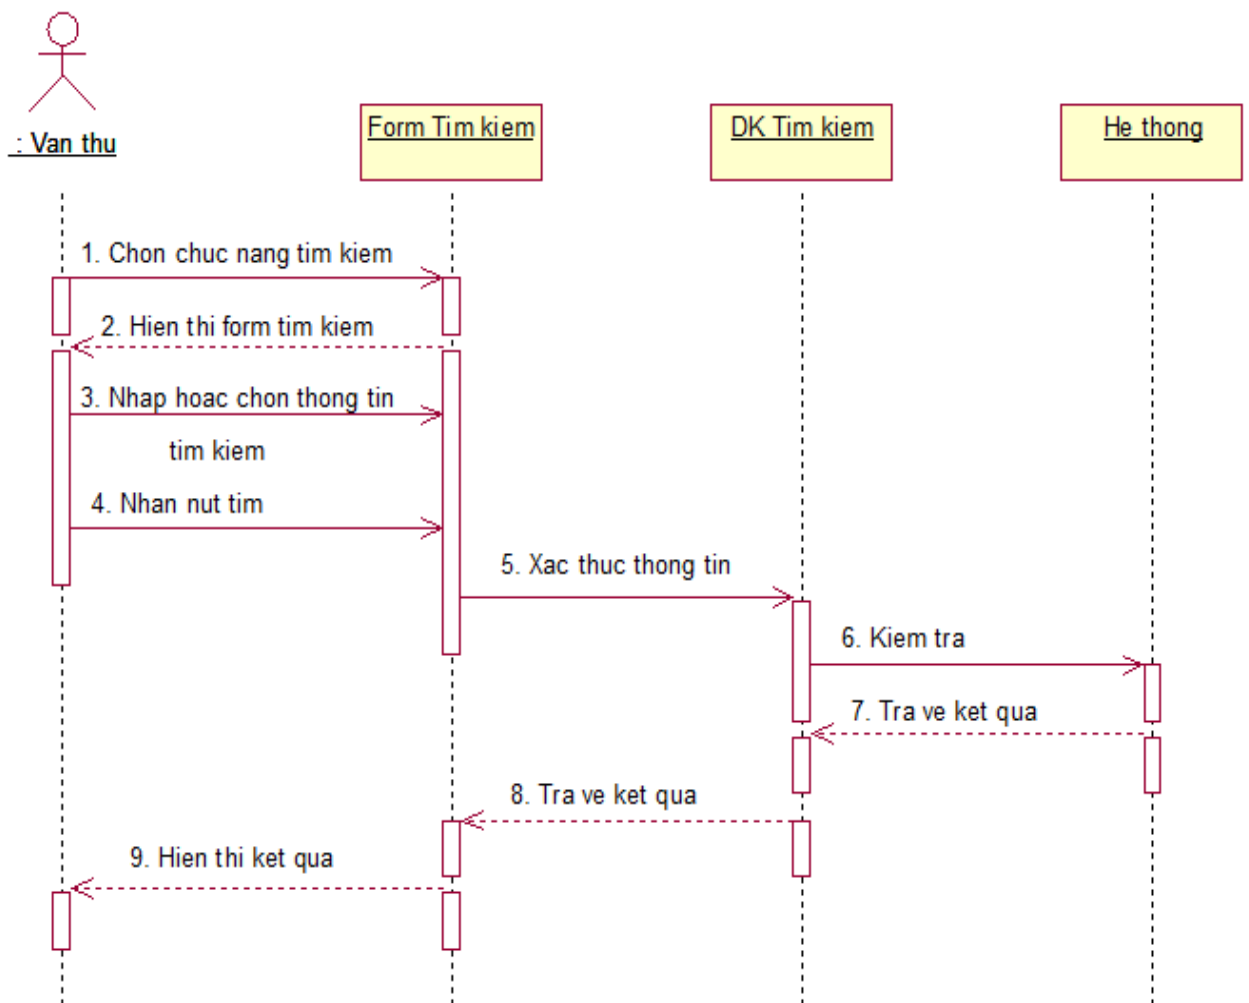 : Van thu
Form Tim kiem
DK Tim kiem
He thong
1. Chon chuc nang tim kiem
2. Hien thi form tim kiem
3. Nhap hoac chon thong tin
tim kiem
4. Nhan nut tim
5. Xac thuc thong tin
6. Kiem tra
7. Tra ve ket qua
8. Tra ve ket qua
9. Hien thi ket qua